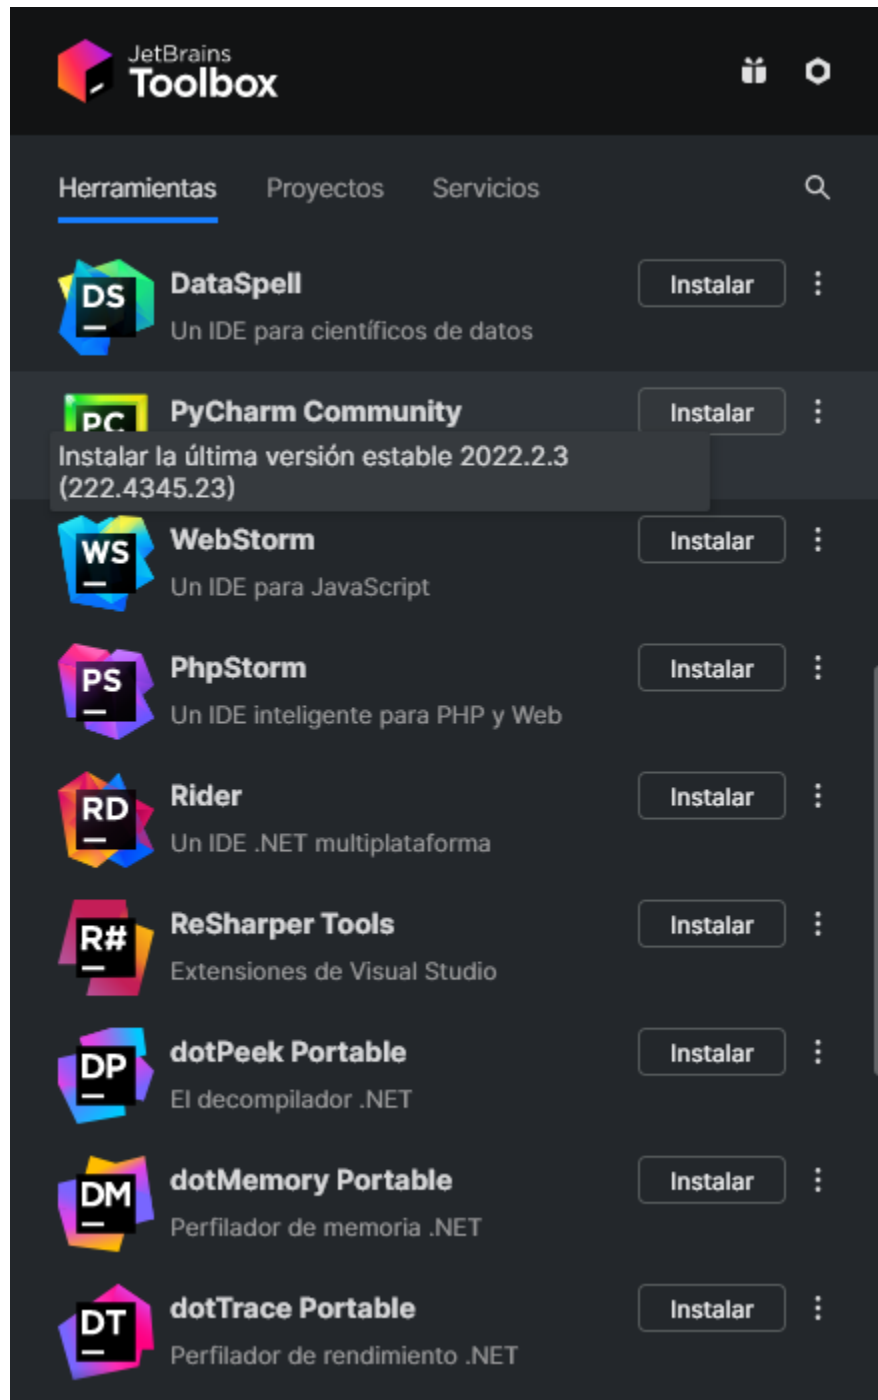 JetBrains
Toolbox
Herramientas Proyectos Servicios
DS DataSpell Instalar
Un IDE para científicos de datos
PC PyCharm Community Instalar
Instalar la última versión estable 2022.2.3
(222.4345.23)
WS WebStorm Instalar
Un IDE para JavaScript
PS PhpStorm Instalar
Un IDE inteligente para PHP y Web
RD Rider Instalar
Un IDE .NET multiplataforma
R# ReSharper Tools Instalar
Extensiones de Visual Studio
DP dotPeek Portable Instalar
El decompilador .NET
DM dotMemory Portable Instalar
Perfilador de memoria .NET
DT dotTrace Portable Instalar
Perfilador de rendimiento .NET